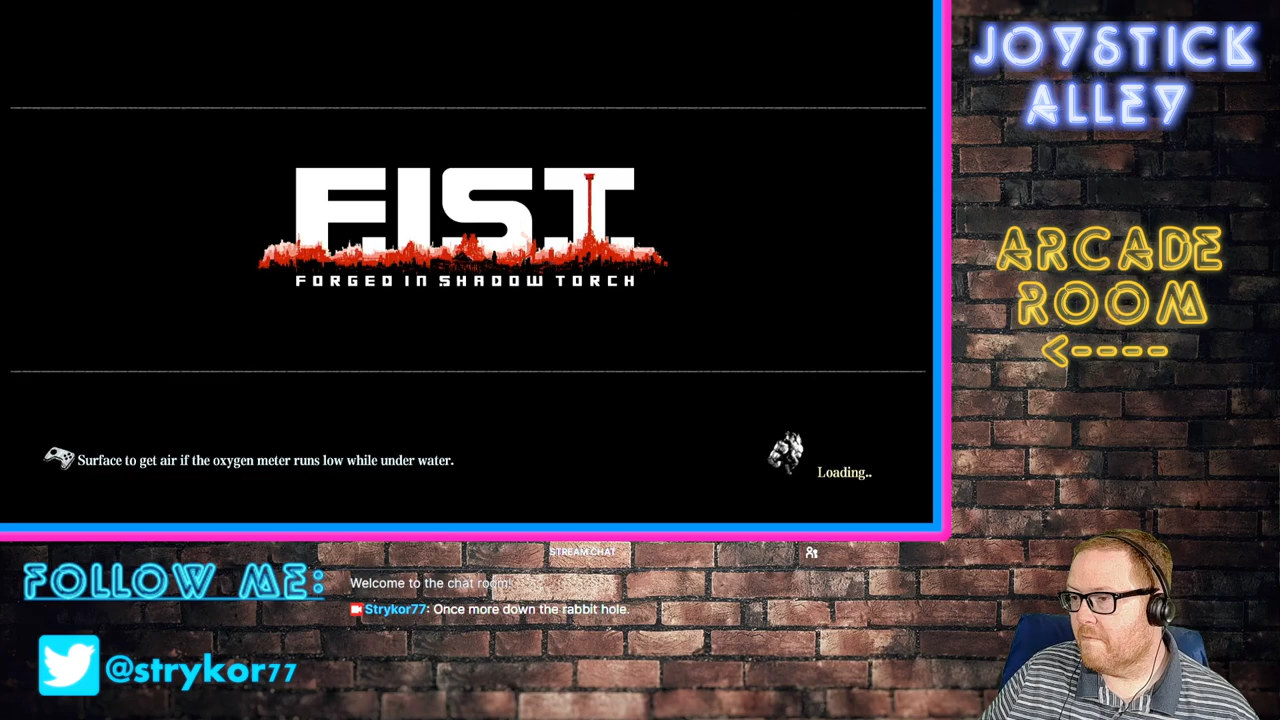 JOYSTICK
ALLEY
F.I.S.T.
FORGED IN SHADOW TORCH
ARCADE
ROOM
<----
Surface to get air if the oxygen meter runs low while under water.
Loading..
STREAM CHAT
FOLLOW ME:
Welcome to the chat room!
Strykor77: Once more down the rabbit hole.
@strykor77